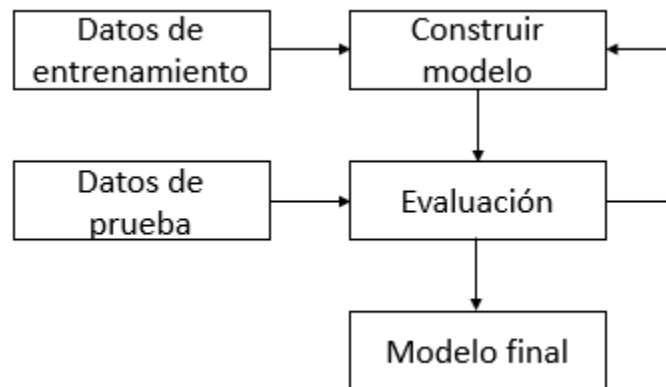 Datos de
entrenamiento
Construir
modelo
Datos de
prueba
Evaluación
Modelo final